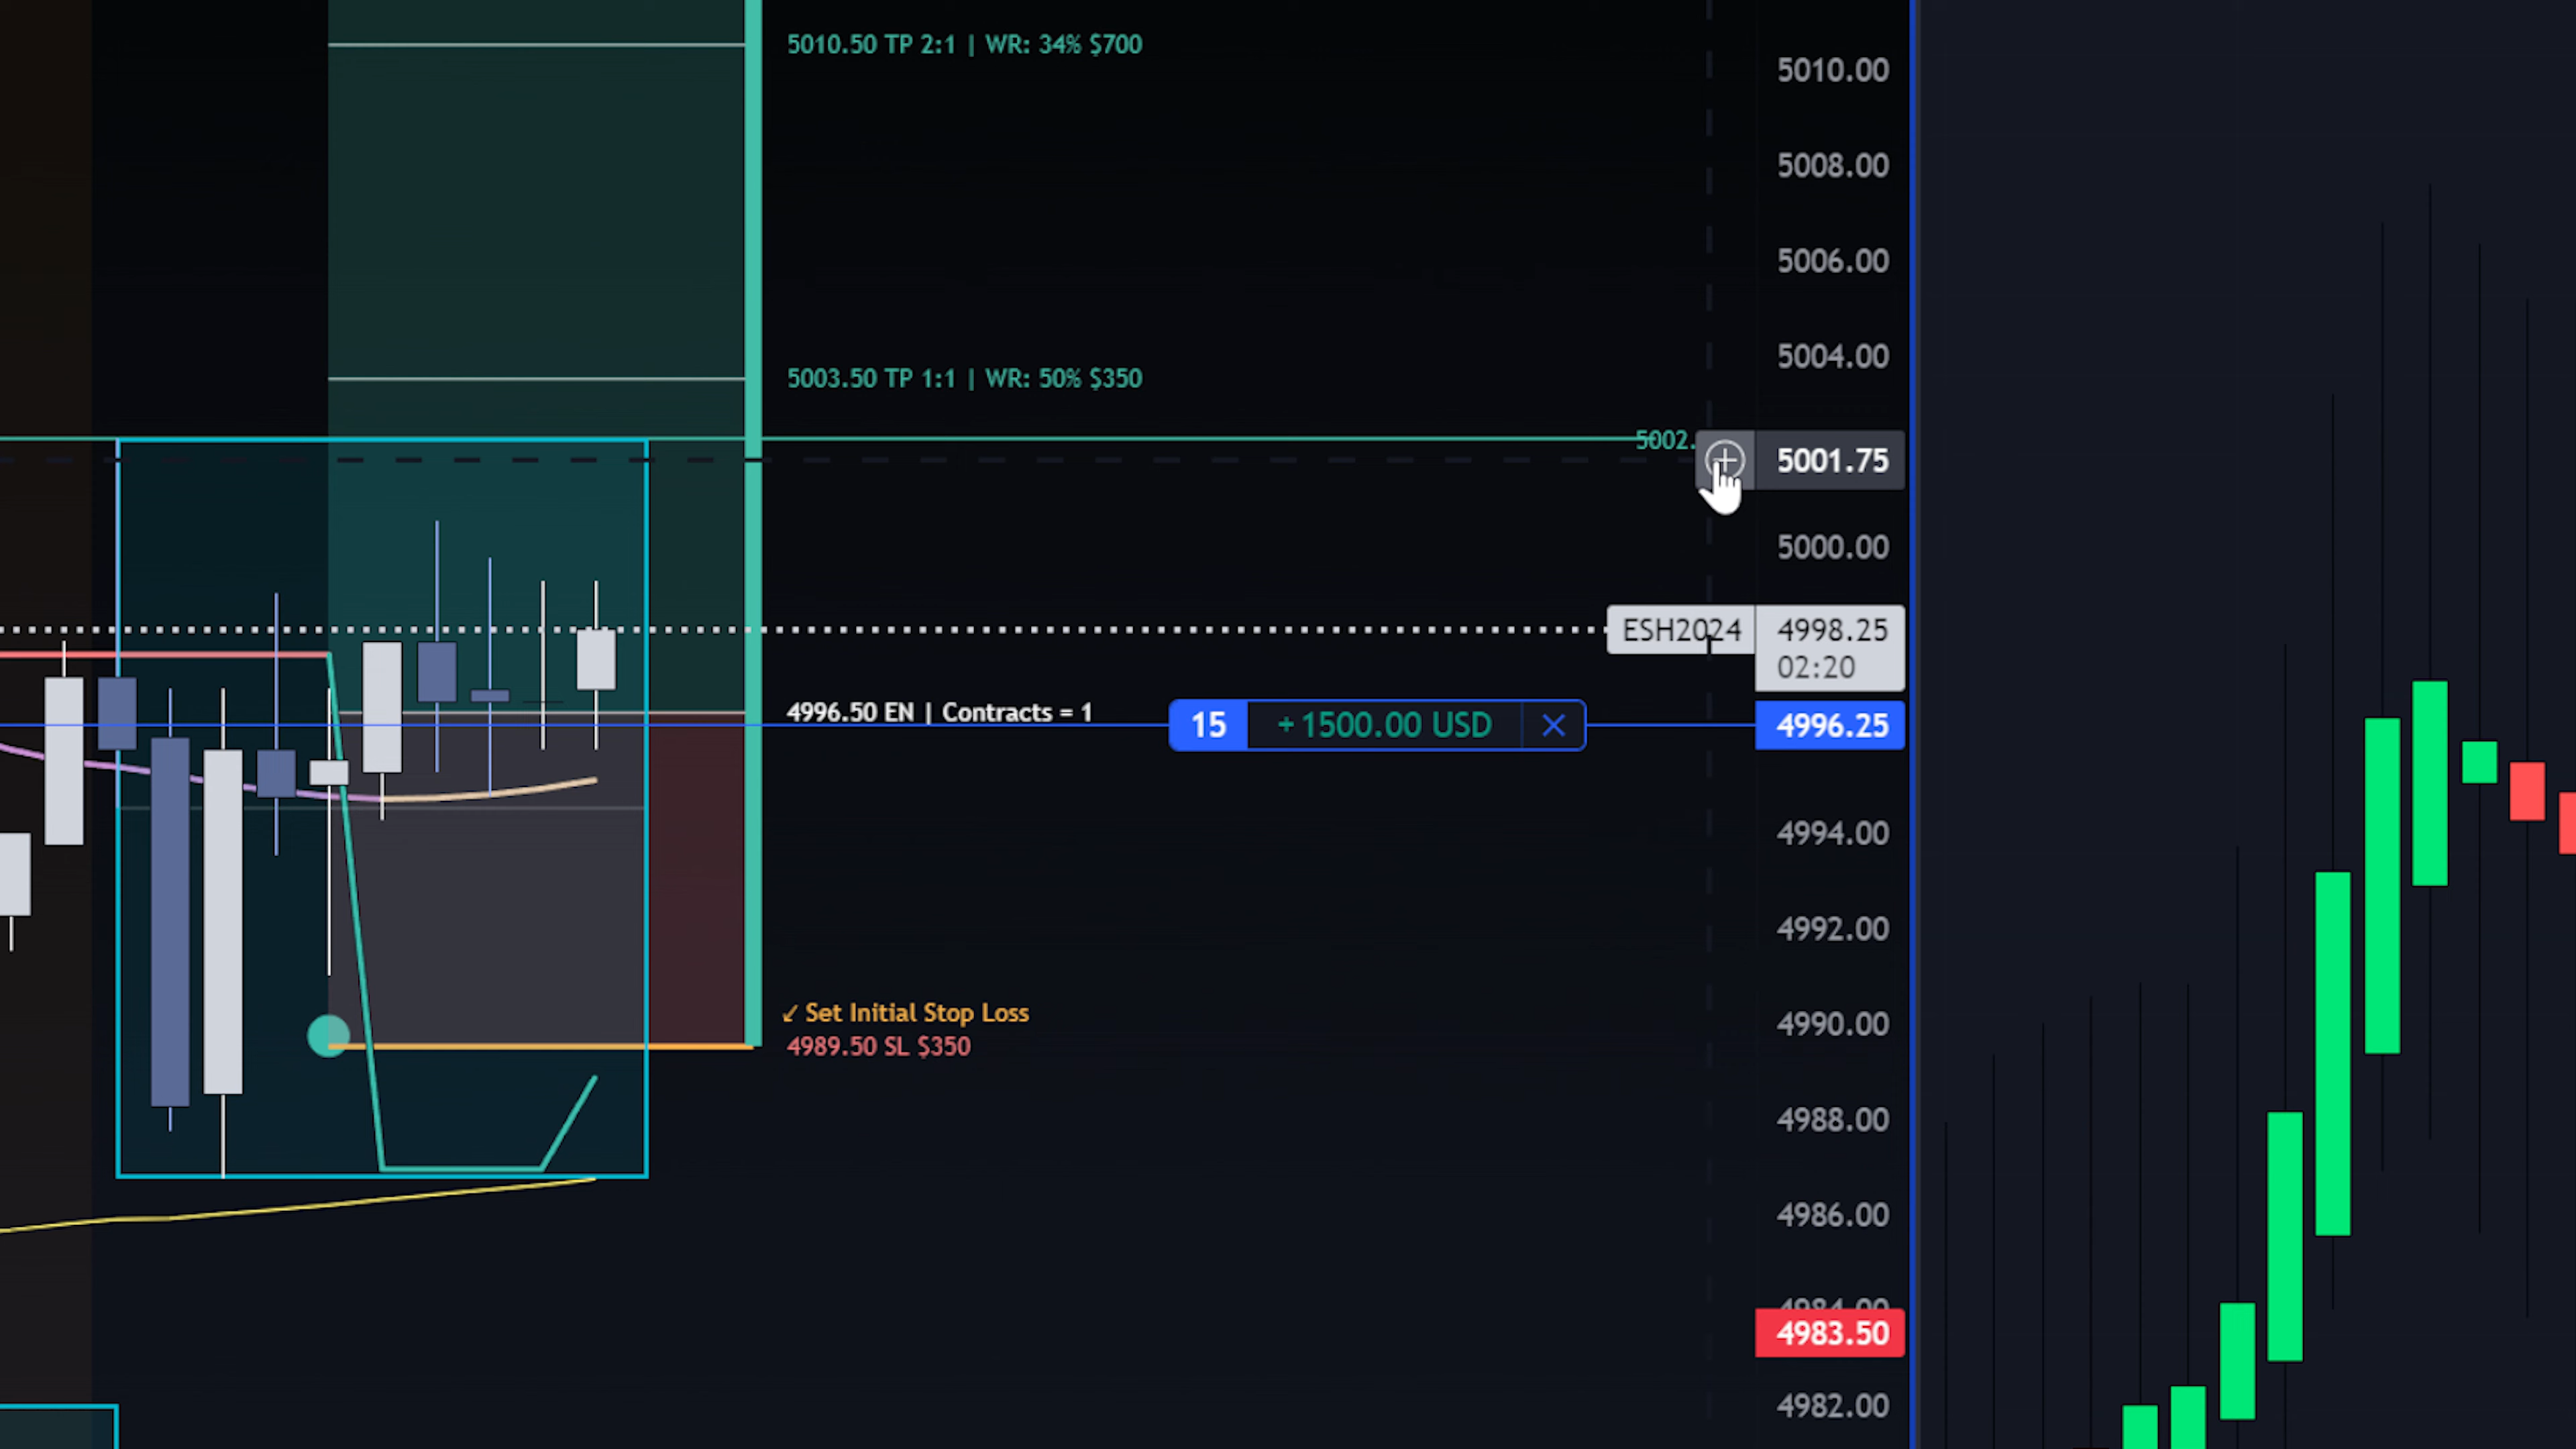 5010.50 TP 2:1 | WR: 34% $700
5010.00
5008.00
5006.00
5004.00
5003.50 TP 1:1 | WR: 50% $350
5002.
5001.75
5000.00
ESH2024 4998.25
02:20
4996.50 EN | Contracts = 1
15 +1500.00 USD
4996.25
4994.00
4992.00
↙ Set Initial Stop Loss
4990.00
4989.50 SL $350
4988.00
4986.00
4984.00
4983.50
4982.00